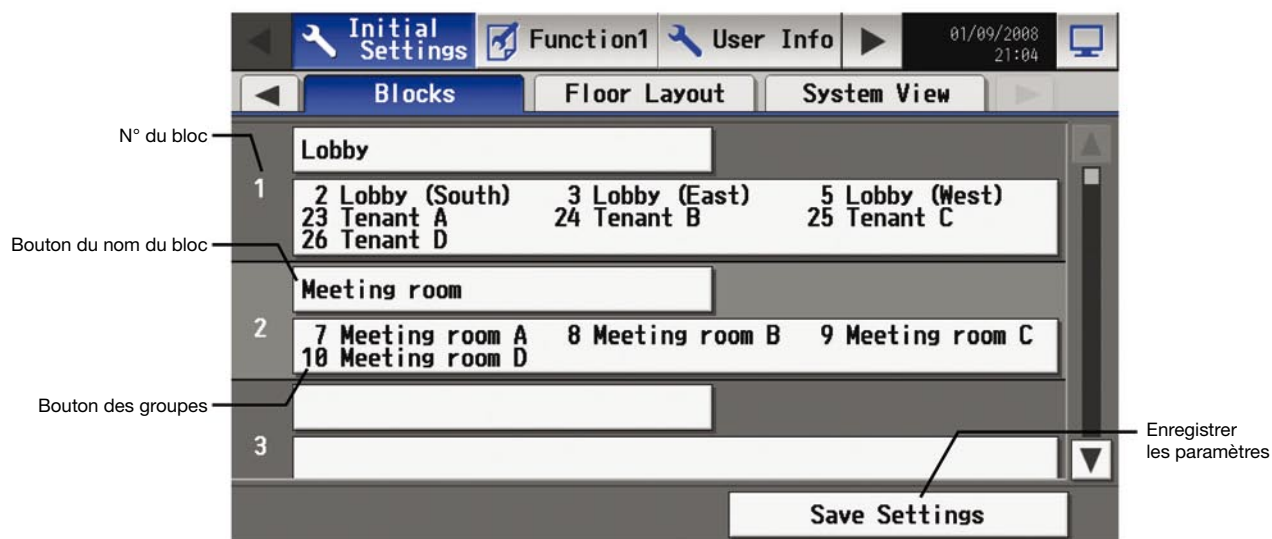 Initial Settings Function1 User Info 01/09/2008 21:04
Blocks Floor Layout System View
N° du bloc
Lobby
1
2 Lobby (South) 3 Lobby (East) 5 Lobby (West)
23 Tenant A 24 Tenant B 25 Tenant C
26 Tenant D
Bouton du nom du bloc
Meeting room
2
7 Meeting room A 8 Meeting room B 9 Meeting room C
10 Meeting room D
Bouton des groupes
3
Enregistrer
les paramètres
Save Settings